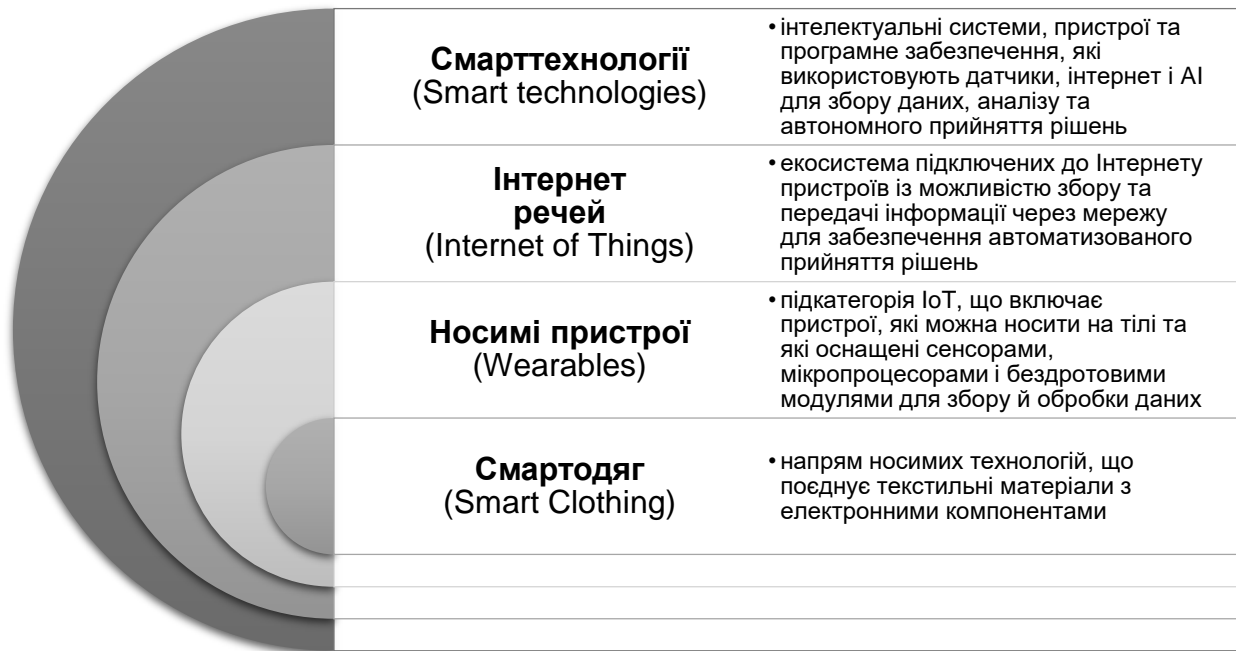 Смарттехнології
(Smart technologies)
• інтелектуальні системи, пристрої та
програмне забезпечення, які
використовують датчики, інтернет і AI
для збору даних, аналізу та
автономного прийняття рішень
Інтернет
речей
(Internet of Things)
• екосистема підключених до Інтернету
пристроїв із можливістю збору та
передачі інформації через мережу
для забезпечення автоматизованого
прийняття рішень
Носимі пристрої
(Wearables)
• підкатегорія IoT, що включає
пристрої, які можна носити на тілі та
які оснащені сенсорами,
мікропроцесорами і бездротовими
модулями для збору й обробки даних
Смартодяг
(Smart Clothing)
• напрям носимих технологій, що
поєднує текстильні матеріали з
електронними компонентами